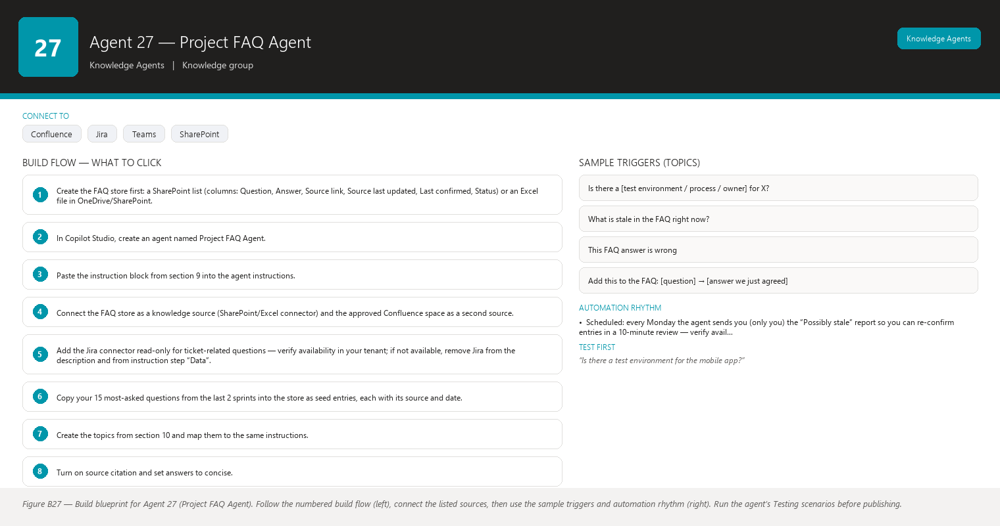 27
Agent 27 — Project FAQ Agent
Knowledge Agents | Knowledge group
Knowledge Agents
CONNECT TO
Confluence
Jira
Teams
SharePoint
BUILD FLOW — WHAT TO CLICK
1
Create the FAQ store first: a SharePoint list (columns: Question, Answer, Source link, Source last updated, Last confirmed, Status) or an Excel
file in OneDrive/SharePoint.
2
In Copilot Studio, create an agent named Project FAQ Agent.
3
Paste the instruction block from section 9 into the agent instructions.
4
Connect the FAQ store as a knowledge source (SharePoint/Excel connector) and the approved Confluence space as a second source.
5
Add the Jira connector read-only for ticket-related questions — verify availability in your tenant; if not available, remove Jira from the
description and from instruction step “Data”.
6
Copy your 15 most-asked questions from the last 2 sprints into the store as seed entries, each with its source and date.
7
Create the topics from section 10 and map them to the same instructions.
8
Turn on source citation and set answers to concise.
SAMPLE TRIGGERS (TOPICS)
Is there a [test environment / process / owner] for X?
What is stale in the FAQ right now?
This FAQ answer is wrong
Add this to the FAQ: [question] → [answer we just agreed]
AUTOMATION RHYTHM
• Scheduled: every Monday the agent sends you (only you) the “Possibly stale” report so you can re-confirm
entries in a 10-minute review — verify avail...
TEST FIRST
“Is there a test environment for the mobile app?”
Figure B27 — Build blueprint for Agent 27 (Project FAQ Agent). Follow the numbered build flow (left), connect the listed sources, then use the sample triggers and automation rhythm (right). Run the agent's Testing scenarios before publishing.